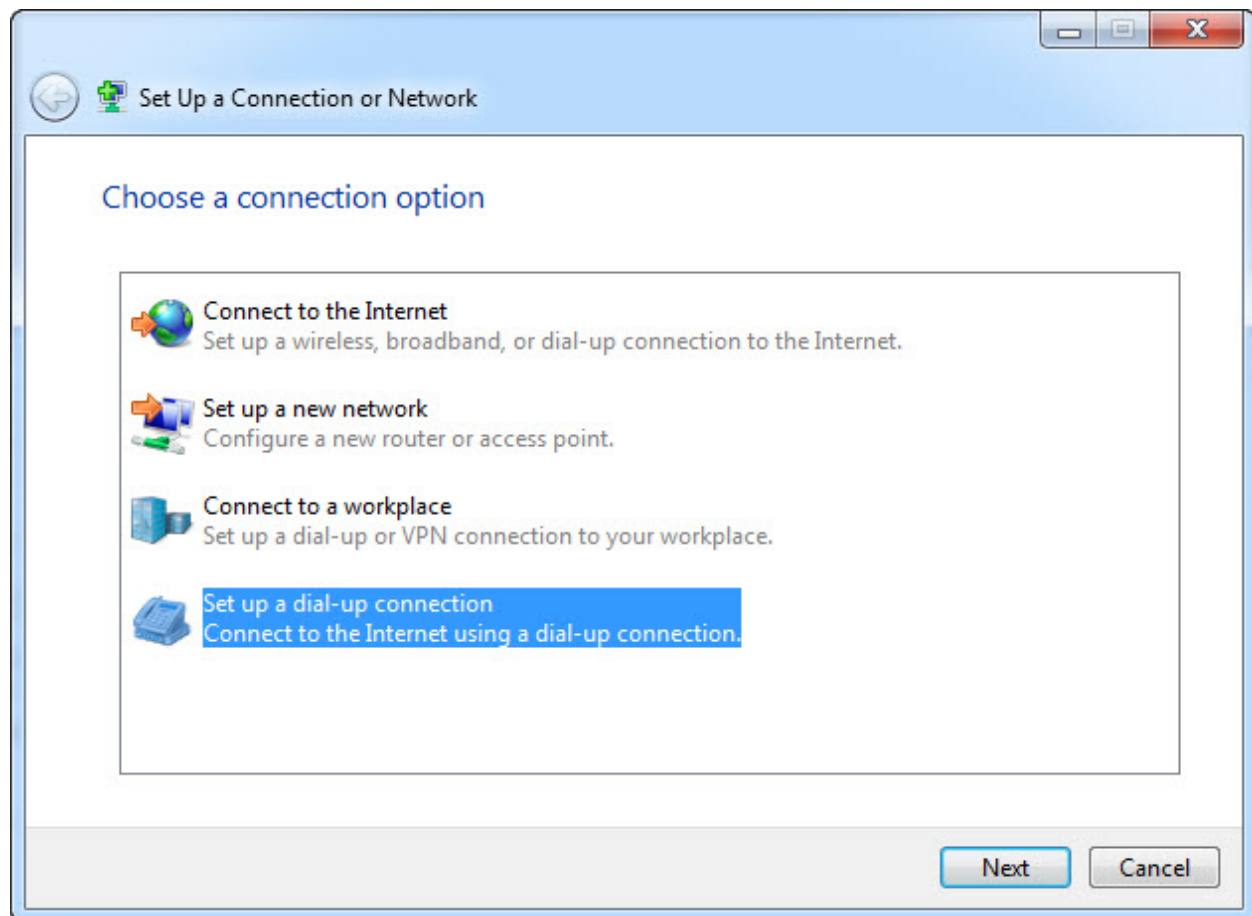 Set Up a Connection or Network
Choose a connection option
Connect to the Internet
Set up a wireless, broadband, or dial-up connection to the Internet.
Set up a new network
Configure a new router or access point.
Connect to a workplace
Set up a dial-up or VPN connection to your workplace.
Set up a dial-up connection
Connect to the Internet using a dial-up connection.
Next
Cancel